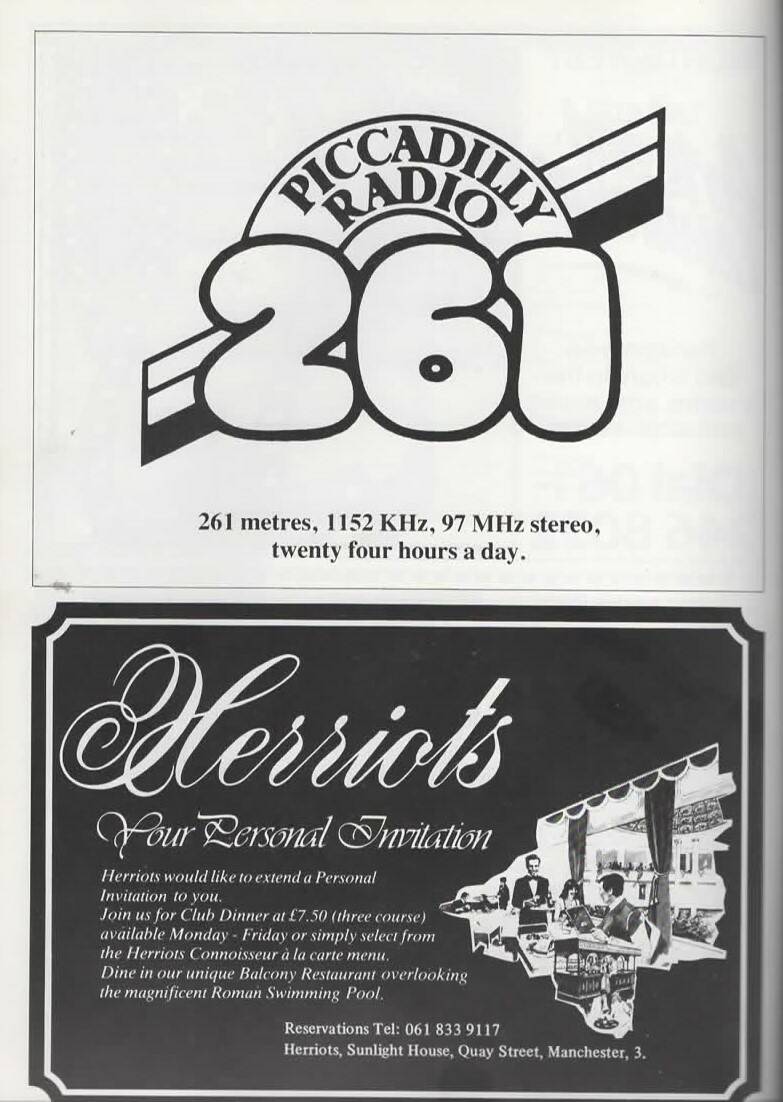 PICCADILLY
RADIO
261
261 metres, 1152 KHz, 97 MHz stereo,
twenty four hours a day.
Herriots
Your Personal Invitation
Herriots would like to extend a Personal
Invitation to you.
Join us for Club Dinner at £7.50 (three course)
available Monday - Friday or simply select from
the Herriots Connoisseur à la carte menu.
Dine in our unique Balcony Restaurant overlooking
the magnificent Roman Swimming Pool.
Reservations Tel: 061 833 9117
Herriots, Sunlight House, Quay Street, Manchester, 3.